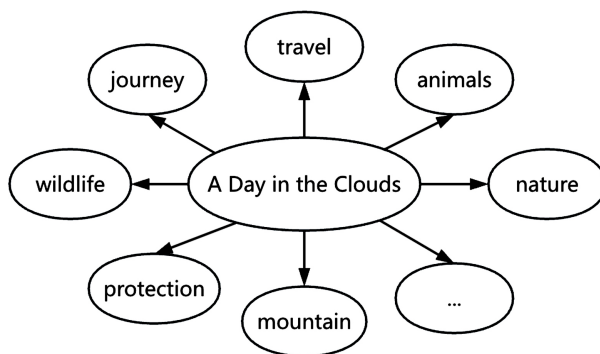 travel
journey
animals
wildlife
A Day in the Clouds
nature
protection
mountain
...